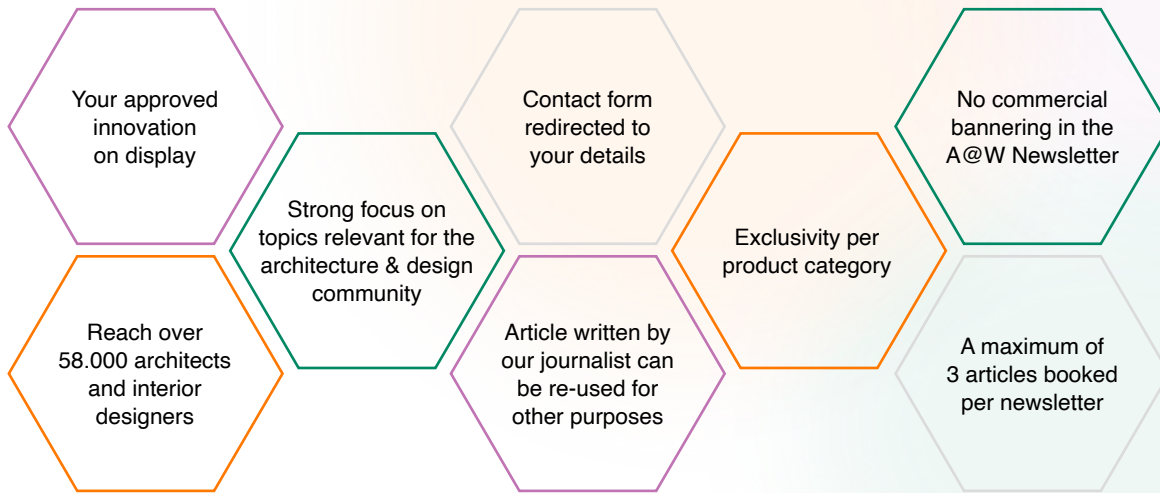 Your approved
innovation
on display
Reach over
58.000 architects
and interior
designers
Strong focus on
topics relevant for the
architecture & design
community
Contact form
redirected to
your details
Article written by
our journalist can
be re-used for
other purposes
Exclusivity per
product category
No commercial
bannering in the
A@W Newsletter
A maximum of
3 articles booked
per newsletter